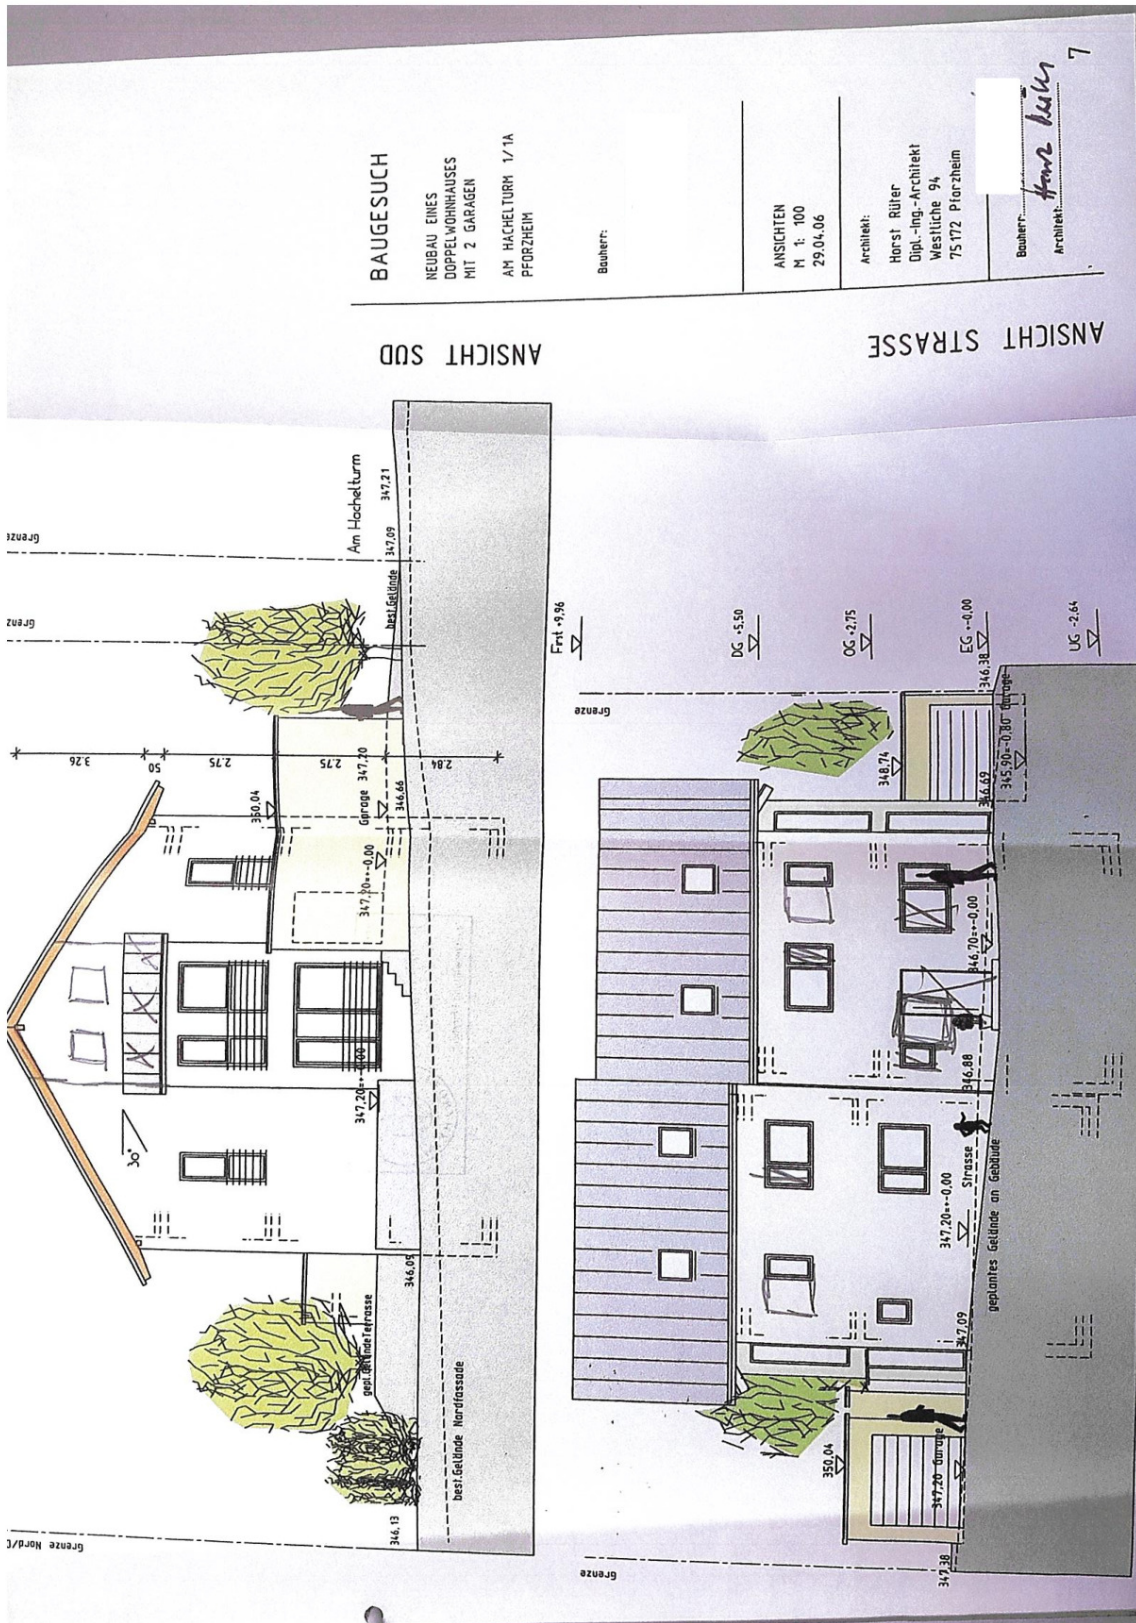 BAUGESUCH
NEUBAU EINES
DOPPELWOHNHAUSES
MIT 2 GARAGEN
AM HACHELTURM 1/1A
PFORZHEIM
Bauherr:
ANSICHTEN
M 1: 100
29.04.06
Architekt:
Horst Rüter
Dipl.-Ing.-Architekt
Westliche 94
75172 Pforzheim
Bauherr:
Architekt:
7
ANSICHT SÜD
Grenze Nord/O
Grenze
Grenze
3.26
50
2.75
2.75
2.84
30°
350,04
Garage 347,20
347,20=+-0,00
347,20=+-0,00
346,66
346,09
346,13
gepl.Gelände Terrasse
best.Gelände Nordfassade
best.Gelände
347,09
347,21
Am Hachelturm
ANSICHT STRASSE
First +9,96
DG +5,50
OG +2,75
EG +-0,00
UG -2,64
Grenze
Grenze
350,04
347,20 Garage
347,38
347,09
347,20=+-0,00
Strasse
geplantes Gelände an Gebäude
346,88
346,70=+-0,00
346,69
348,74
346,38
345,90=-0,80 Garage